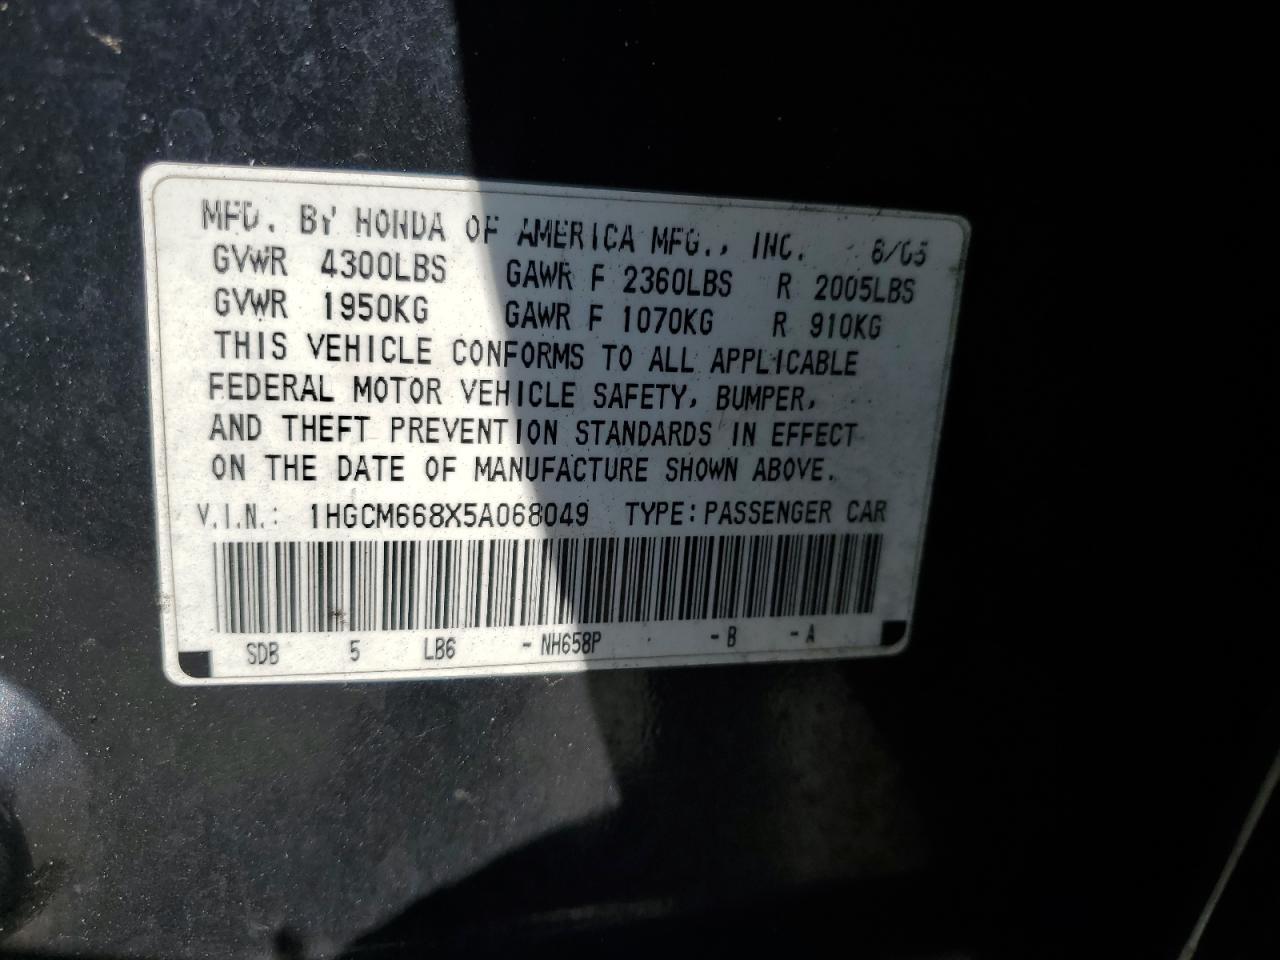 MFD. BY HONDA OF AMERICA MFG., INC. 8/05
GVWR 4300LBS GAWR F 2360LBS R 2005LBS
GVWR 1950KG GAWR F 1070KG R 910KG
THIS VEHICLE CONFORMS TO ALL APPLICABLE
FEDERAL MOTOR VEHICLE SAFETY, BUMPER,
AND THEFT PREVENTION STANDARDS IN EFFECT
ON THE DATE OF MANUFACTURE SHOWN ABOVE.
V.I.N.: 1HGCM668X5A068049 TYPE: PASSENGER CAR
SDB 5 LB6 - NH658P - B - A